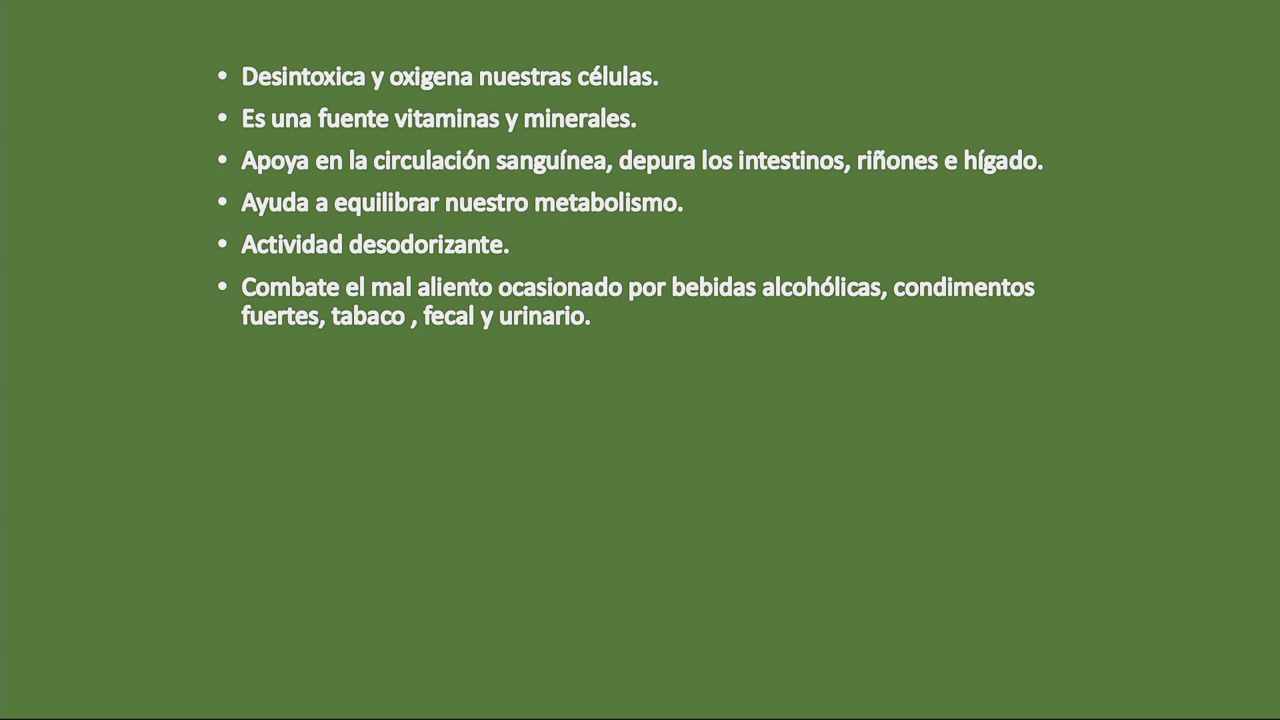 • Desintoxica y oxigena nuestras células.
• Es una fuente vitaminas y minerales.
• Apoya en la circulación sanguínea, depura los intestinos, riñones e hígado.
• Ayuda a equilibrar nuestro metabolismo.
• Actividad desodorizante.
• Combate el mal aliento ocasionado por bebidas alcohólicas, condimentos
fuertes, tabaco , fecal y urinario.